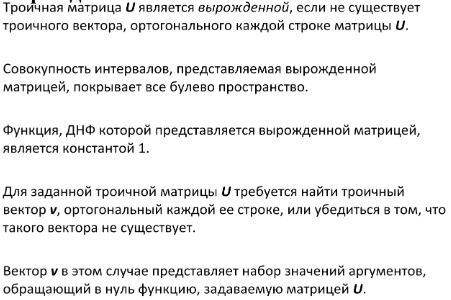 Троичная матрица U является вырожденной, если не существует
троичного вектора, ортогонального каждой строке матрицы U.
Совокупность интервалов, представляемая вырожденной
матрицей, покрывает все булево пространство.
Функция, ДНФ которой представляется вырожденной матрицей,
является константой 1.
Для заданной троичной матрицы U требуется найти троичный
вектор v, ортогональный каждой ее строке, или убедиться в том, что
такого вектора не существует.
Вектор v в этом случае представляет набор значений аргументов,
обращающий в нуль функцию, задаваемую матрицей U.